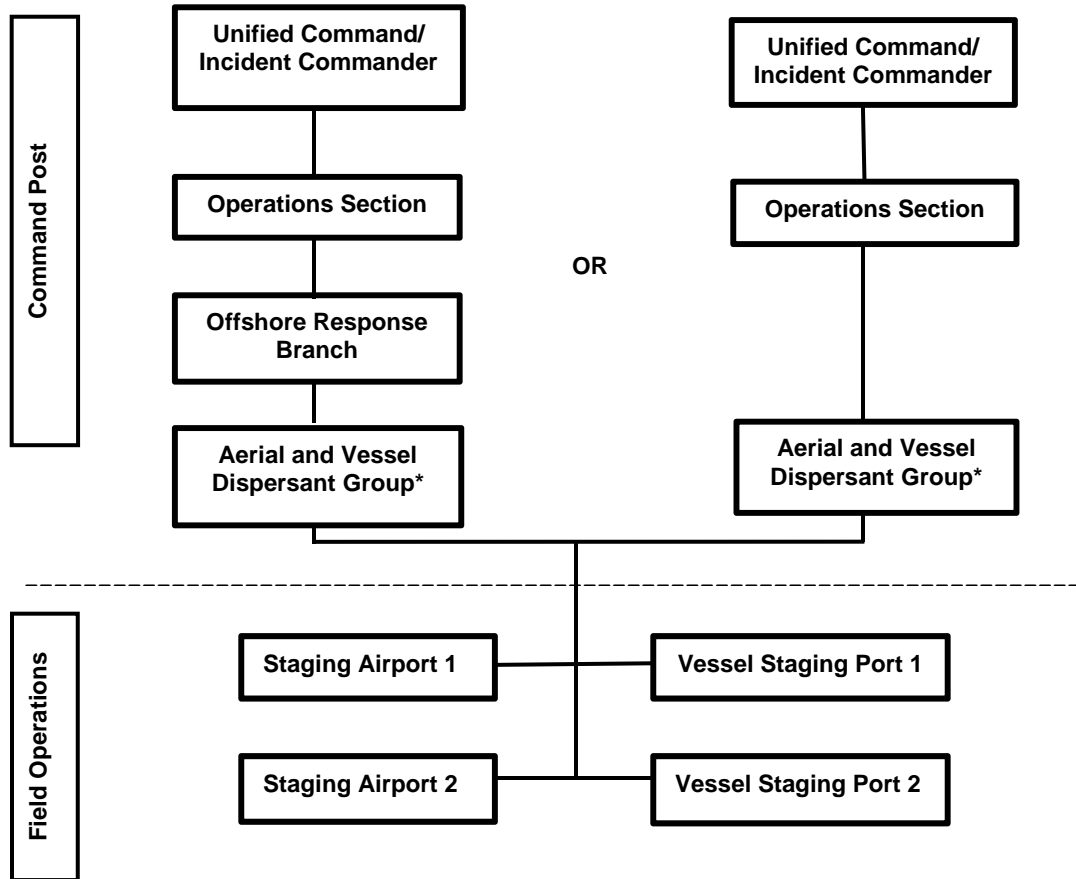 Command Post
Unified Command/
Incident Commander
Operations Section
Offshore Response
Branch
Aerial and Vessel
Dispersant Group*
OR
Unified Command/
Incident Commander
Operations Section
Aerial and Vessel
Dispersant Group*
Field Operations
Staging Airport 1
Vessel Staging Port 1
Staging Airport 2
Vessel Staging Port 2